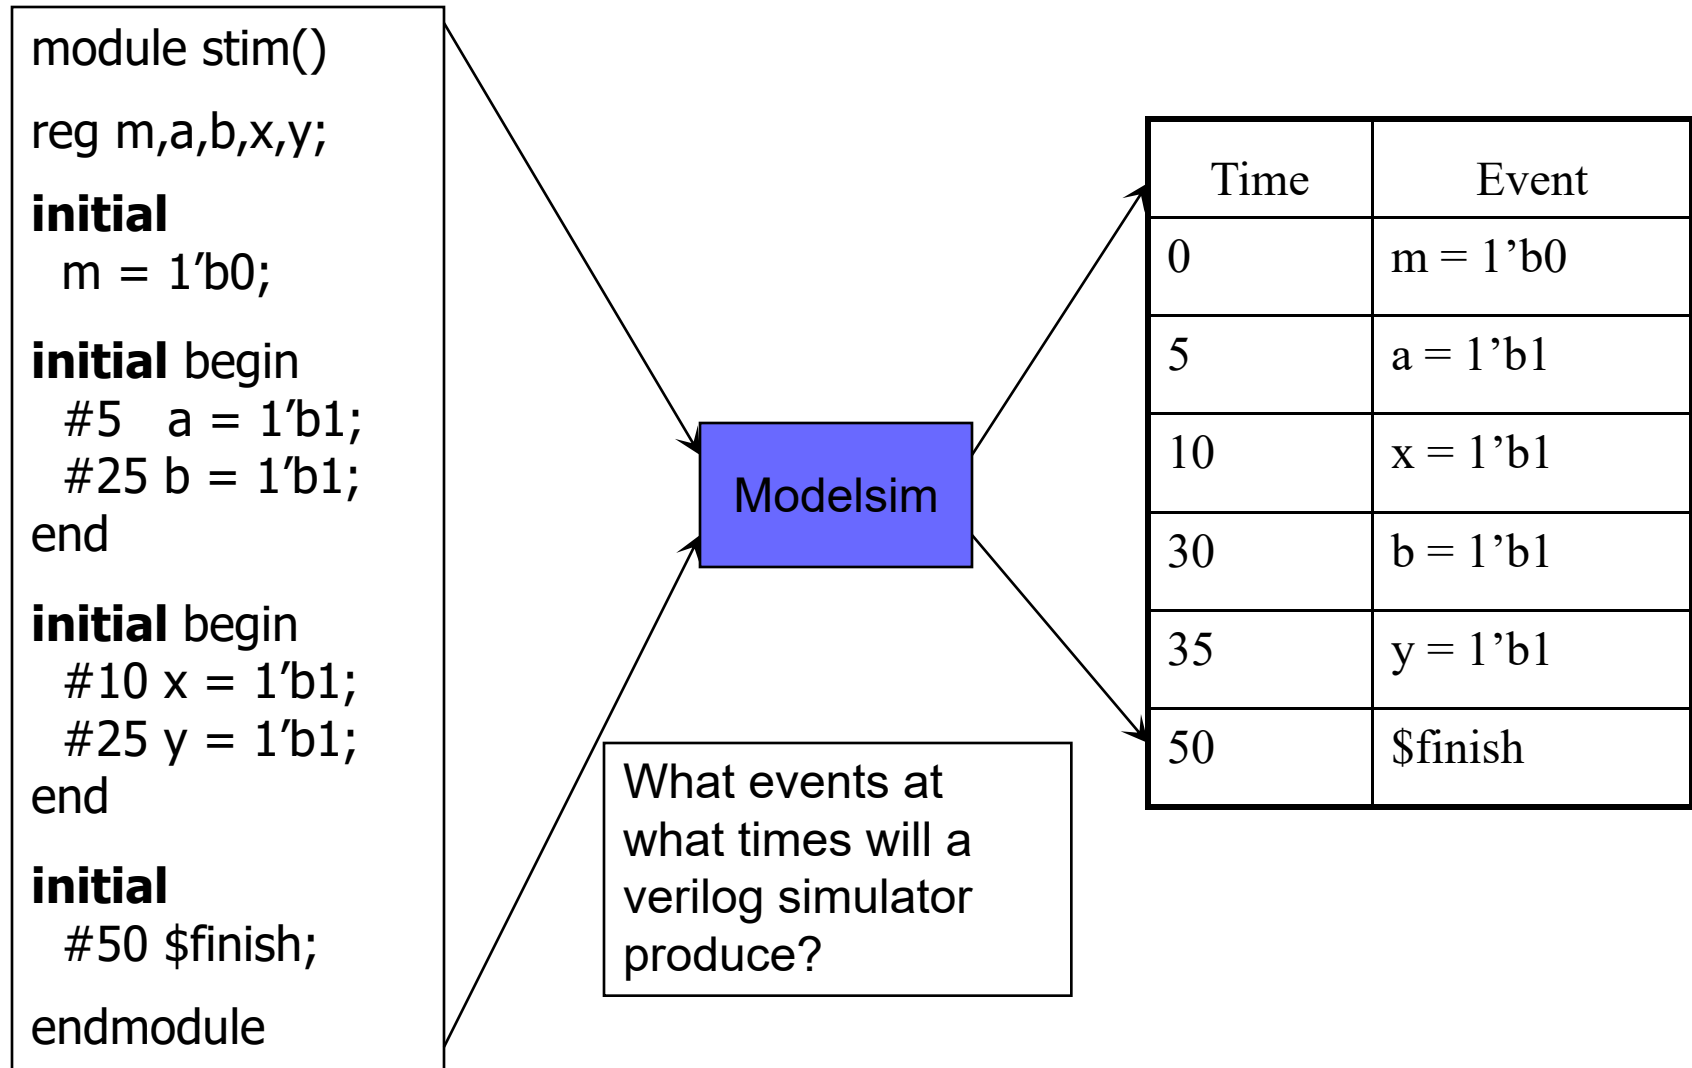 module stim()
reg m,a,b,x,y;
initial
m = 1’b0;
initial begin
#5 a = 1’b1;
#25 b = 1’b1;
end
initial begin
#10 x = 1’b1;
#25 y = 1’b1;
end
initial
#50 $finish;
endmodule
Modelsim
What events at
what times will a
verilog simulator
produce?
Time Event
0 m = 1’b0
5 a = 1’b1
10 x = 1’b1
30 b = 1’b1
35 y = 1’b1
50 $finish